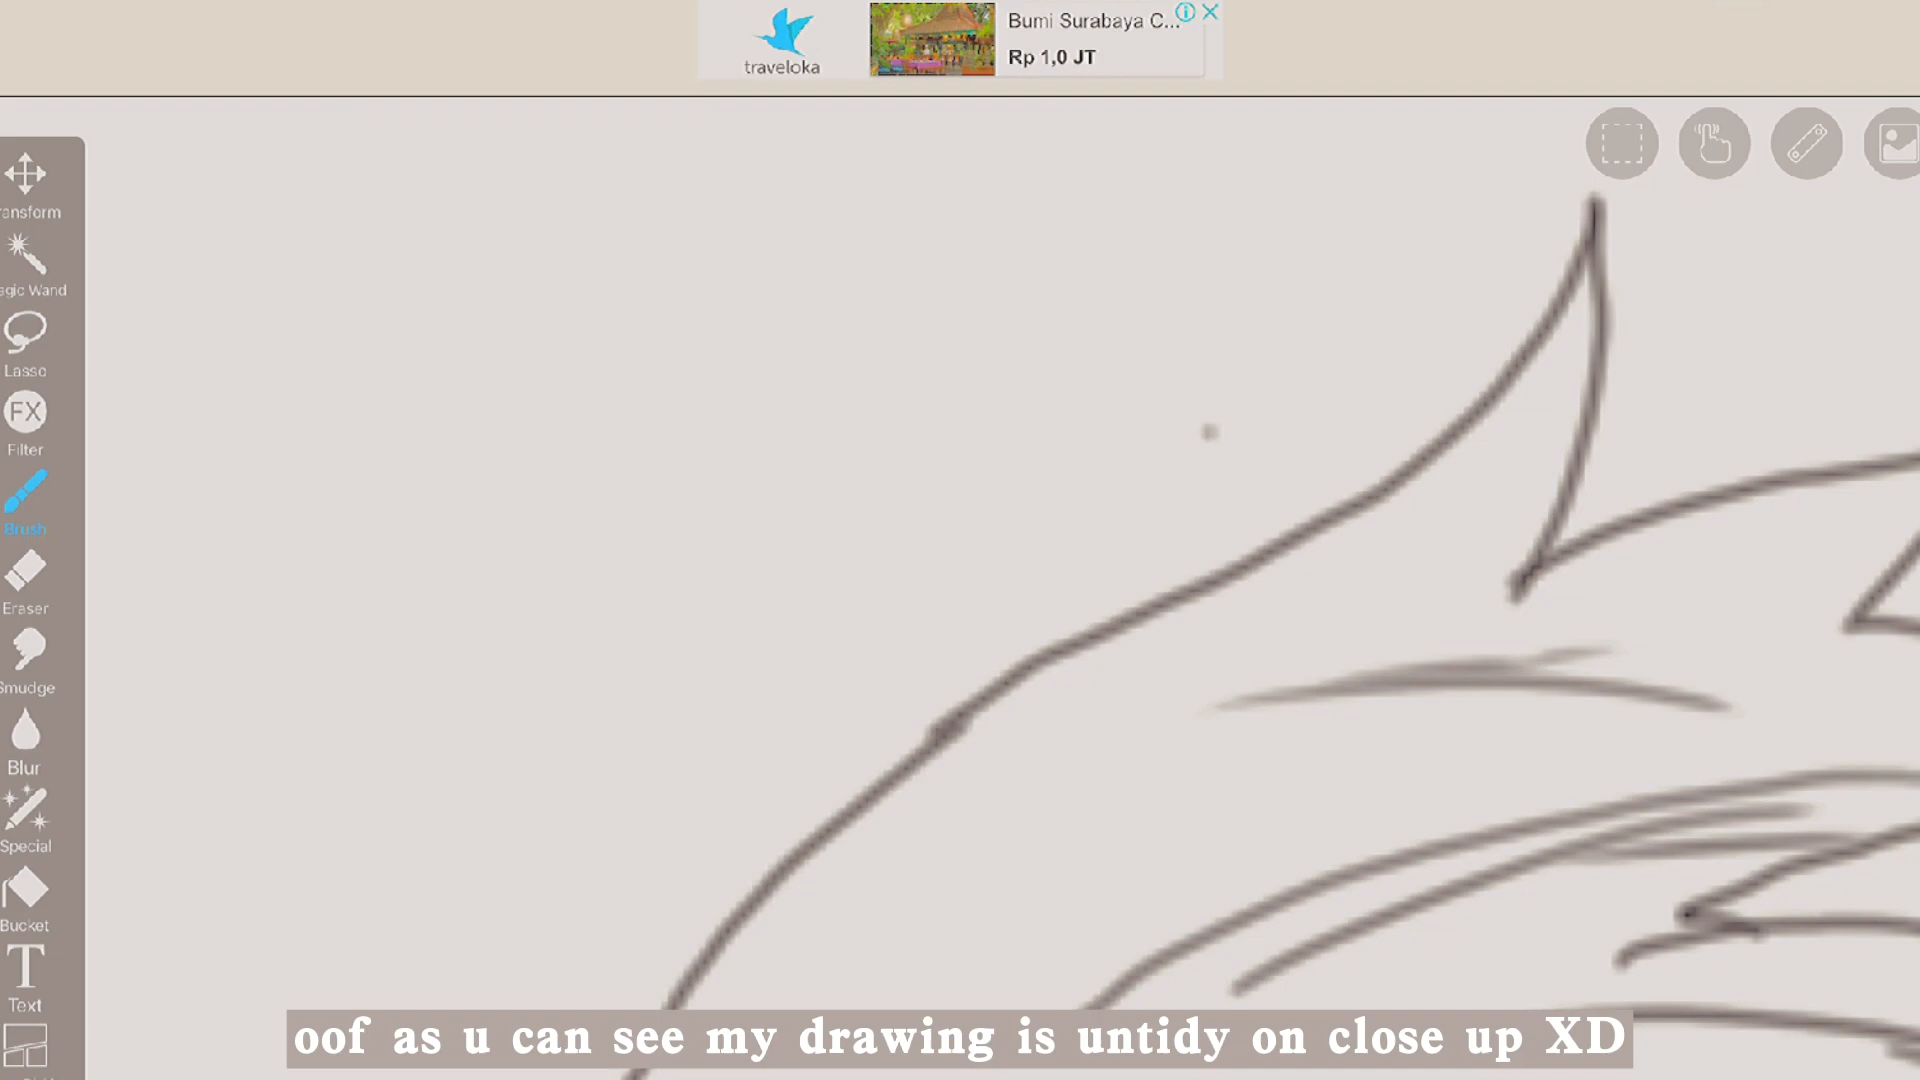 traveloka
Bumi Surabaya C...
Rp 1,0 JT
ransform
agic Wand
Lasso
FX
Filter
Brush
Eraser
Smudge
Blur
Special
Bucket
T
Text
oof as u can see my drawing is untidy on close up XD